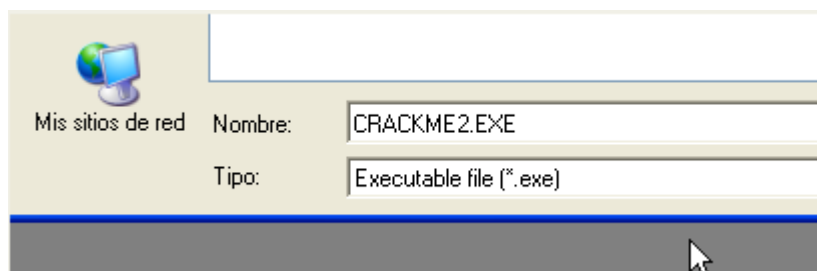 Mis sitios de red
Nombre: CRACKME2.EXE
Tipo: Executable file (*.exe)